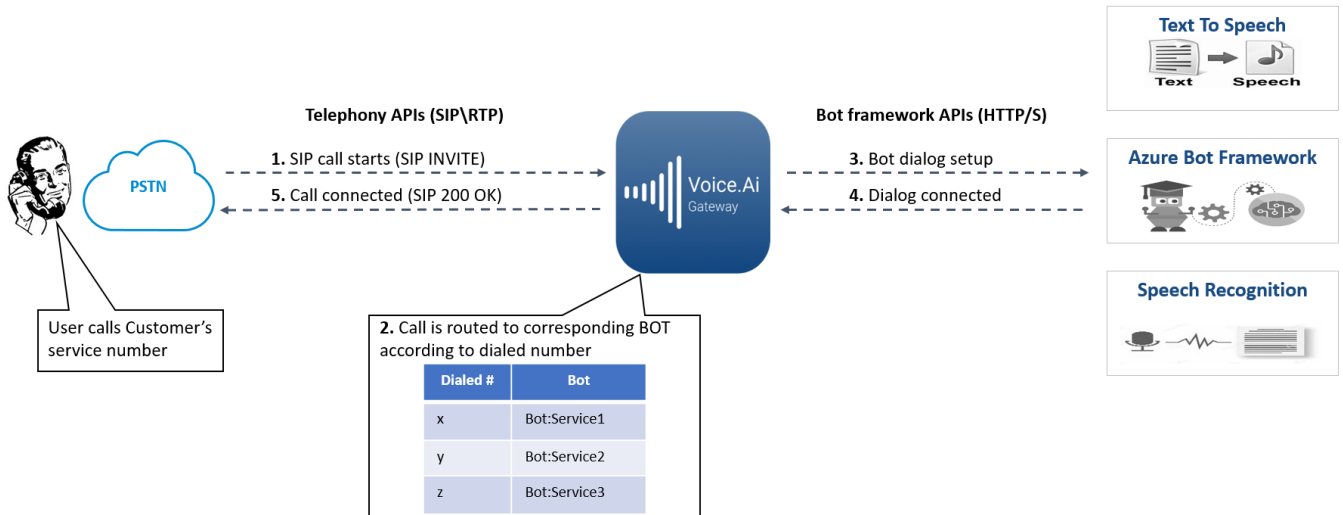 Text To Speech
Text
Speech
Telephony APIs (SIP\RTP)
Bot framework APIs (HTTP/S)
1. SIP call starts (SIP INVITE)
3. Bot dialog setup
Azure Bot Framework
PSTN
Voice.Ai
Gateway
5. Call connected (SIP 200 OK)
4. Dialog connected
Speech Recognition
User calls Customer's
service number
2. Call is routed to corresponding BOT
according to dialed number
Dialed # Bot
x Bot:Service1
y Bot:Service2
z Bot:Service3